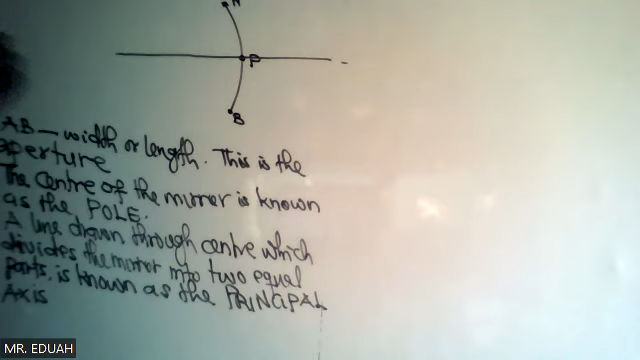 A
P
B
AB - width or length. This is the
aperture
The centre of the mirror is known
as the POLE.
A line drawn through centre which
divides the mirror into two equal
parts, is known as the PRINCIPAL
AXIS
MR. EDUAH